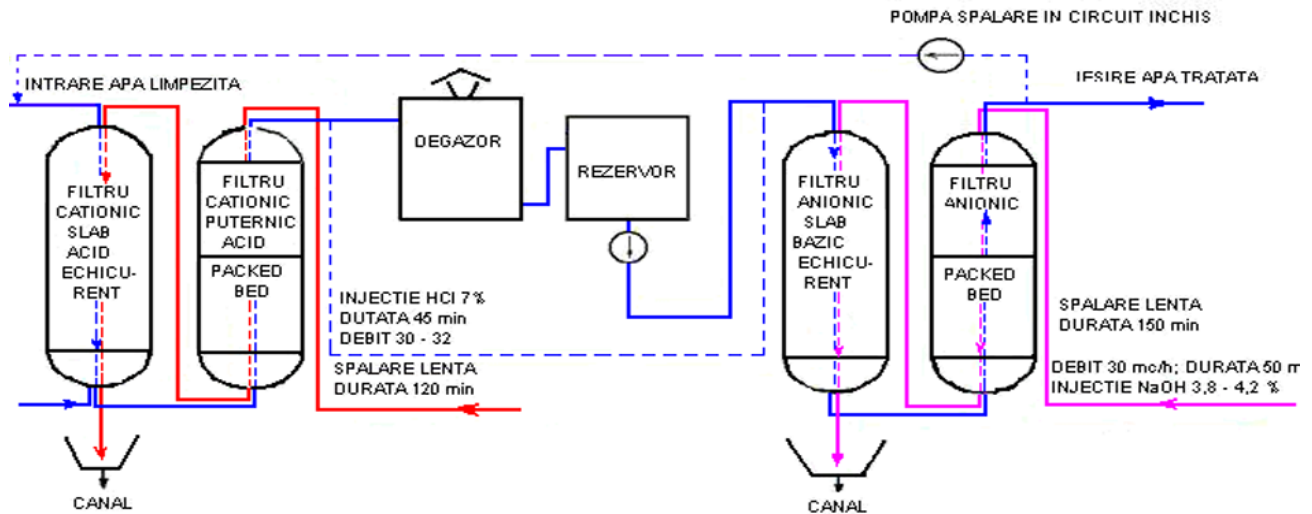 POMPA SPALARE IN CIRCUIT INCHIS
INTRARE APA LIMPEZITA
IESIRE APA TRATATA
FILTRU
CATIONIC
SLAB
ACID
ECHICU-
RENT
FILTRU
CATIONIC
PUTERNIC
ACID
PACKED
BED
DEGAZOR
REZERVOR
FILTRU
ANIONIC
SLAB
BAZIC
ECHICU-
RENT
FILTRU
ANIONIC
PACKED
BED
INJECTIE HCl 7%
DUTATA 45 min
DEBIT 30 - 32
SPALARE LENTA
DURATA 120 min
SPALARE LENTA
DURATA 150 min
DEBIT 30 mc/h; DURATA 50 m
INJECTIE NaOH 3,8 - 4,2 %
CANAL
CANAL